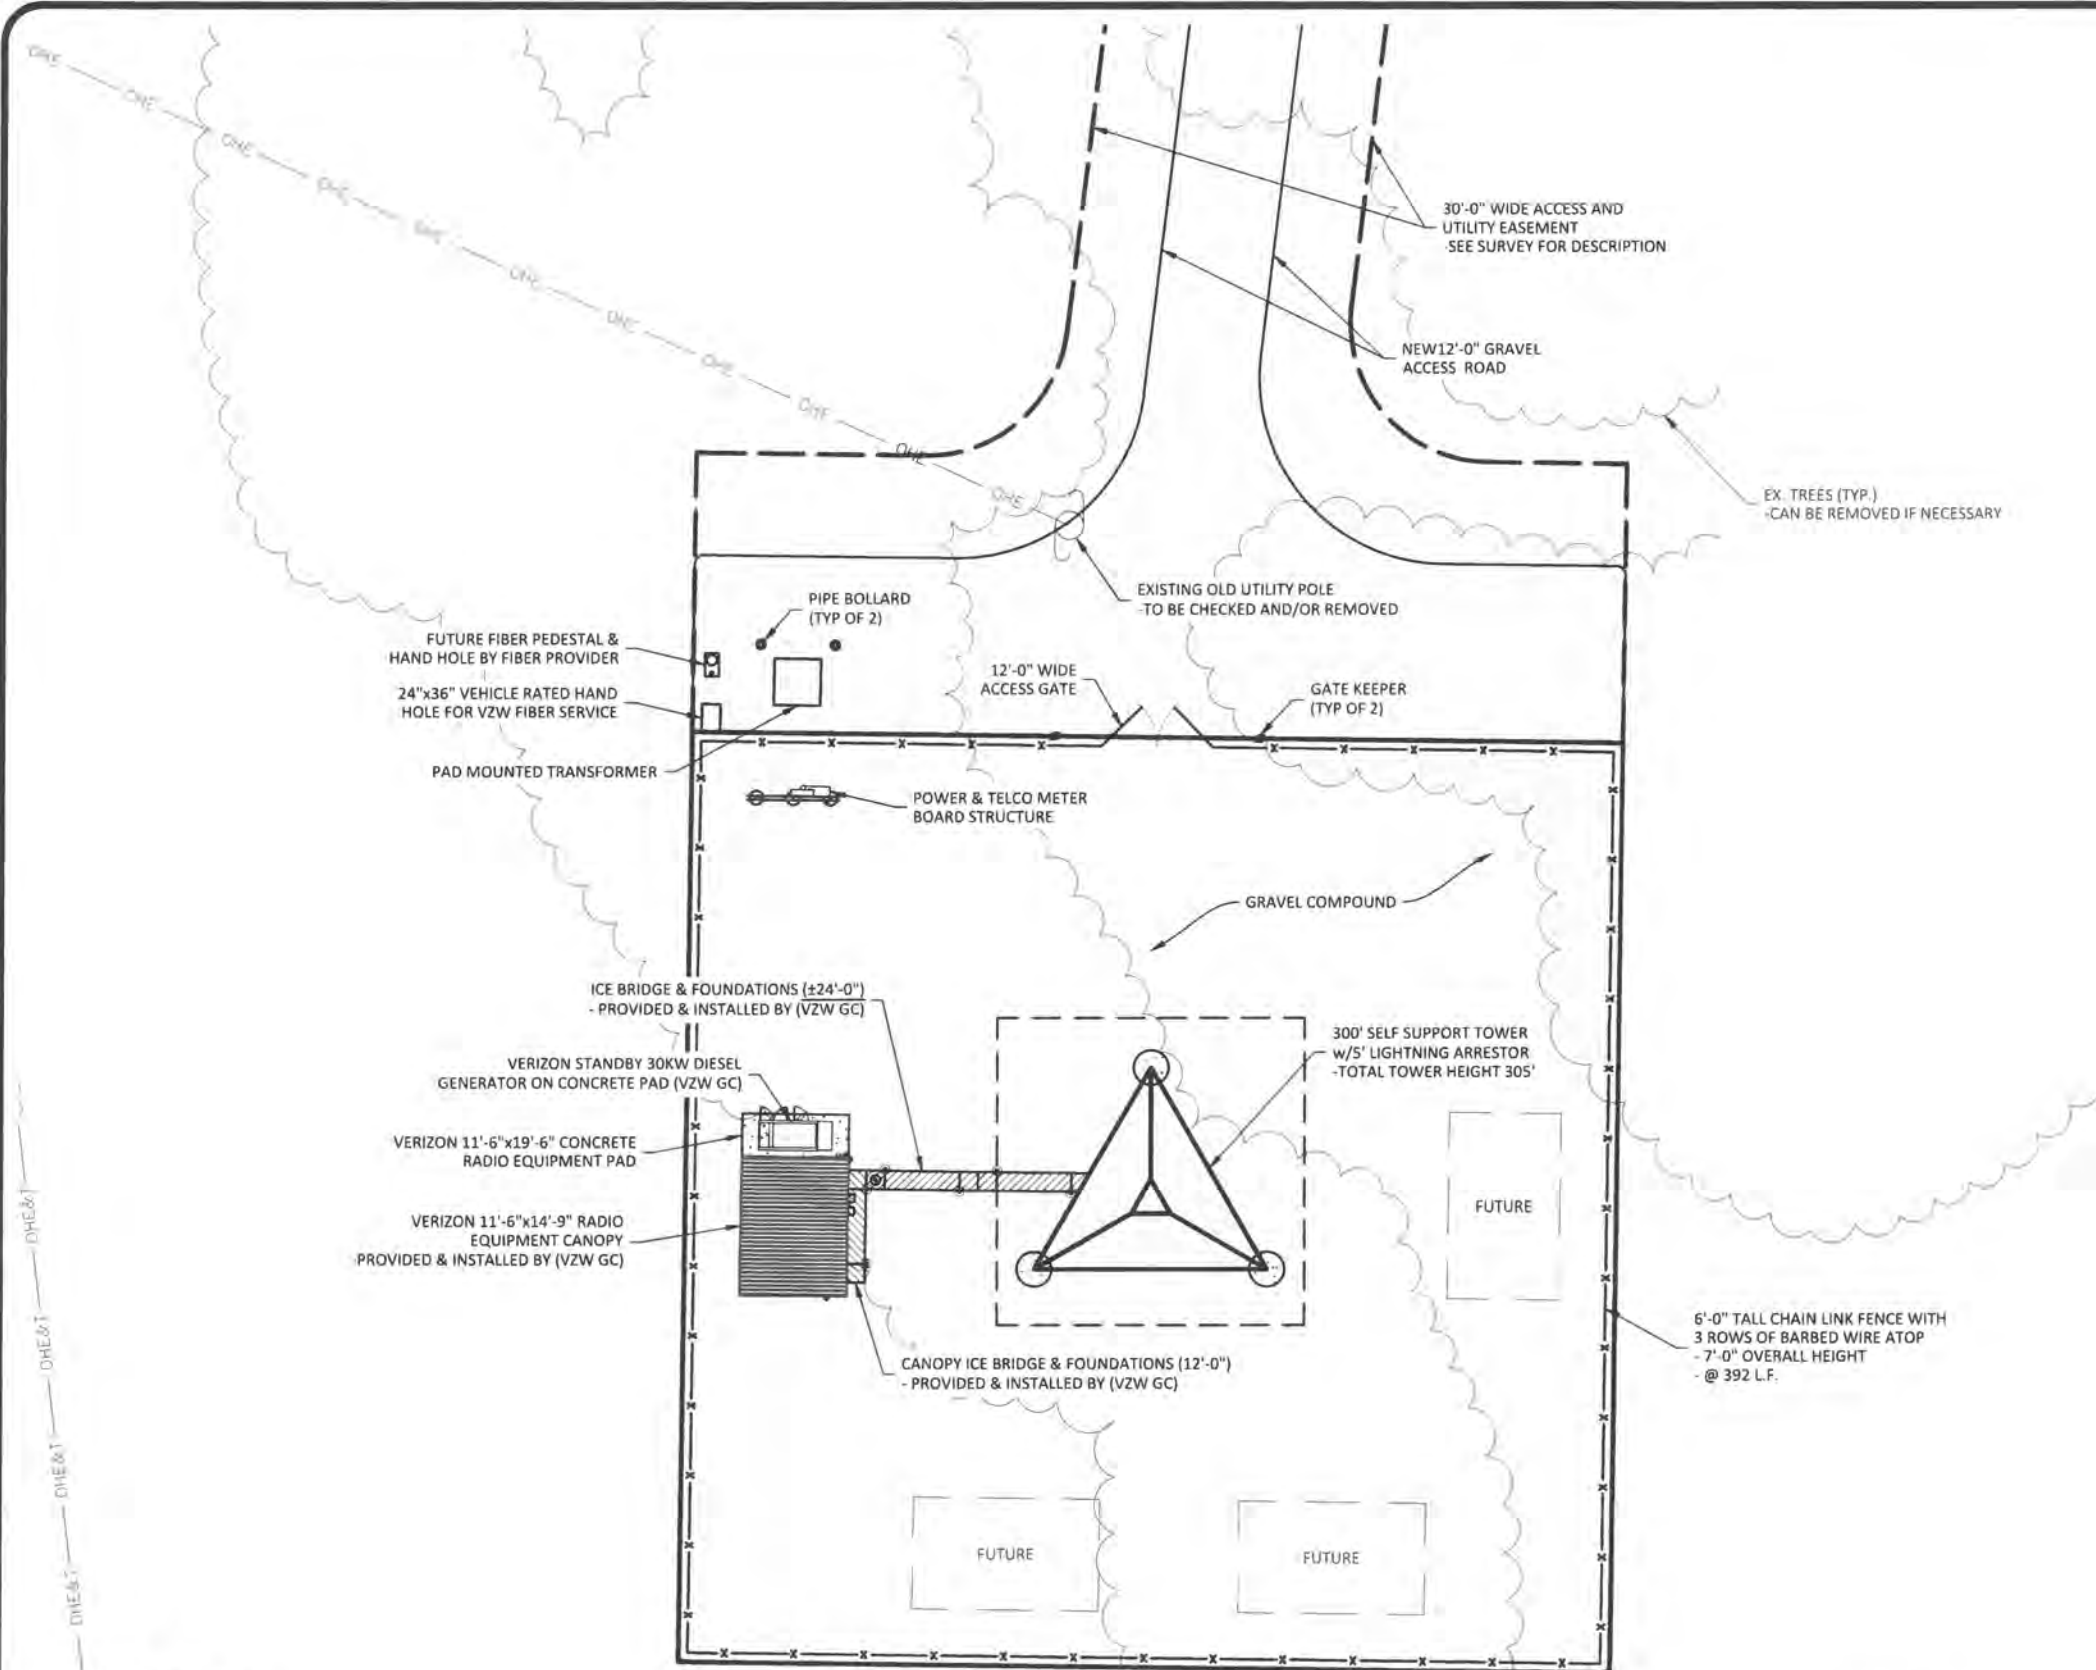 OHE
OHE
OHE
OHE
OHE
OHE
OHE
OHE
OHE
OHE
OHE
30'-0" WIDE ACCESS AND
UTILITY EASEMENT
-SEE SURVEY FOR DESCRIPTION
NEW12'-0" GRAVEL
ACCESS ROAD
EX. TREES (TYP.)
-CAN BE REMOVED IF NECESSARY
EXISTING OLD UTILITY POLE
-TO BE CHECKED AND/OR REMOVED
PIPE BOLLARD
(TYP OF 2)
FUTURE FIBER PEDESTAL &
HAND HOLE BY FIBER PROVIDER
24"x36" VEHICLE RATED HAND
HOLE FOR VZW FIBER SERVICE
12'-0" WIDE
ACCESS GATE
GATE KEEPER
(TYP OF 2)
PAD MOUNTED TRANSFORMER
POWER & TELCO METER
BOARD STRUCTURE
GRAVEL COMPOUND
ICE BRIDGE & FOUNDATIONS (±24'-0")
- PROVIDED & INSTALLED BY (VZW GC)
300' SELF SUPPORT TOWER
w/5' LIGHTNING ARRESTOR
-TOTAL TOWER HEIGHT 305'
VERIZON STANDBY 30KW DIESEL
GENERATOR ON CONCRETE PAD (VZW GC)
VERIZON 11'-6"x19'-6" CONCRETE
RADIO EQUIPMENT PAD
VERIZON 11'-6"x14'-9" RADIO
EQUIPMENT CANOPY
-PROVIDED & INSTALLED BY (VZW GC)
FUTURE
6'-0" TALL CHAIN LINK FENCE WITH
3 ROWS OF BARBED WIRE ATOP
- 7'-0" OVERALL HEIGHT
- @ 392 L.F.
CANOPY ICE BRIDGE & FOUNDATIONS (12'-0")
- PROVIDED & INSTALLED BY (VZW GC)
FUTURE
FUTURE
OHE&T
OHE&T
OHE&T
OHE&T